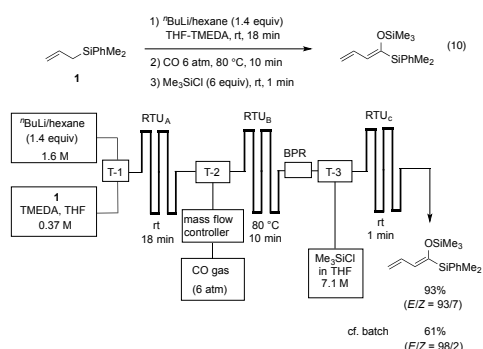 1) ⁿBuLi/hexane (1.4 equiv)
THF-TMEDA, rt, 18 min
2) CO 6 atm, 80 °C, 10 min
3) Me₃SiCl (6 equiv), rt, 1 min
SiPhMe₂
1
OSiMe₃
SiPhMe₂
(10)
ⁿBuLi/hexane
(1.4 equiv)
1.6 M
1
TMEDA, THF
0.37 M
T-1
RTU_A
rt
18 min
T-2
mass flow
controller
CO gas
(6 atm)
RTU_B
80 °C
10 min
BPR
T-3
Me₃SiCl
in THF
7.1 M
RTU_c
rt
1 min
OSiMe₃
SiPhMe₂
93%
(E/Z = 93/7)
cf. batch 61%
(E/Z = 98/2)